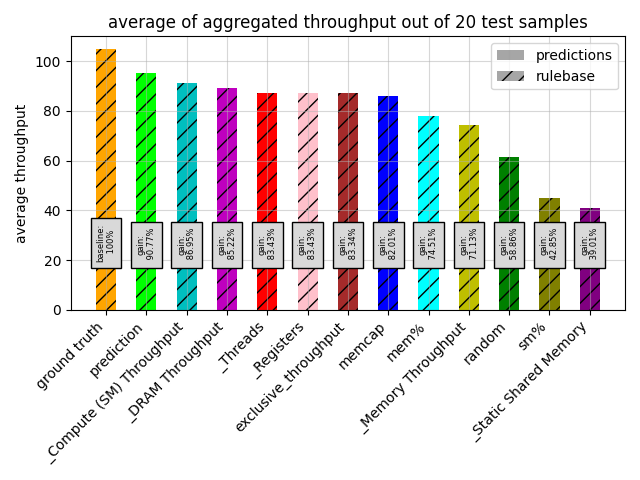 average of aggregated throughput out of 20 test samples
predictions
rulebase
average throughput
100
80
60
40
20
0
baseline:
100%
gain:
90.77%
gain:
86.95%
gain:
85.22%
gain:
83.43%
gain:
83.43%
gain:
83.34%
gain:
82.01%
gain:
74.51%
gain:
71.13%
gain:
58.86%
gain:
42.85%
gain:
39.01%
ground truth
prediction
_Compute (SM) Throughput
_DRAM Throughput
_Threads
_Registers
exclusive_throughput
memcap
mem%
_Memory Throughput
random
sm%
_Static Shared Memory